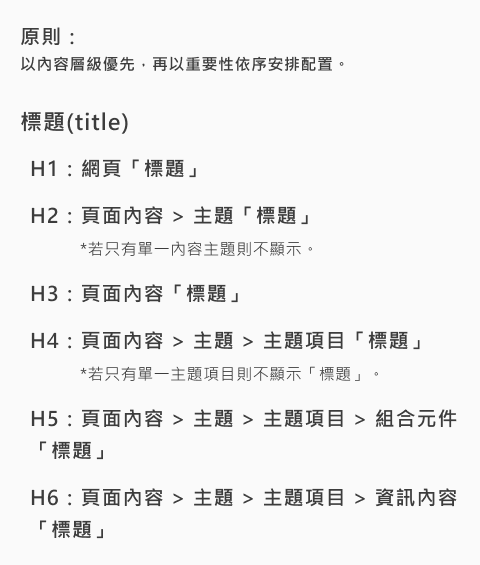 原則：
以內容層級優先，再以重要性依序安排配置。
標題(title)
H1：網頁「標題」
H2：頁面內容 > 主題「標題」
*若只有單一內容主題則不顯示。
H3：頁面內容「標題」
H4：頁面內容 > 主題 > 主題項目「標題」
*若只有單一主題項目則不顯示「標題」。
H5：頁面內容 > 主題 > 主題項目 > 組合元件
「標題」
H6：頁面內容 > 主題 > 主題項目 > 資訊內容
「標題」